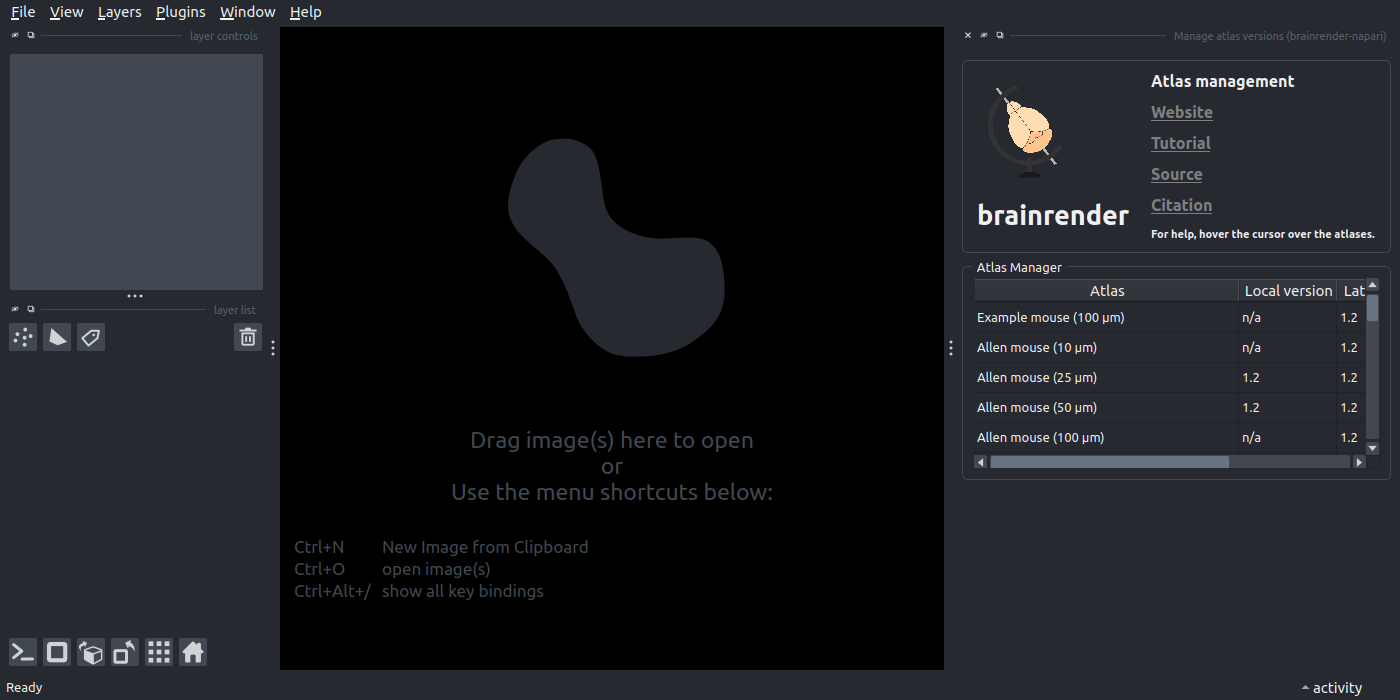 File View Layers Plugins Window Help
layer controls
layer list
Drag image(s) here to open
or
Use the menu shortcuts below:
Ctrl+N New Image from Clipboard
Ctrl+O open image(s)
Ctrl+Alt+/ show all key bindings
Manage atlas versions (brainrender-napari)
brainrender
Atlas management
Website
Tutorial
Source
Citation
For help, hover the cursor over the atlases.
Atlas Manager
Atlas Local version Lat
Example mouse (100 μm) n/a 1.2
Allen mouse (10 μm) n/a 1.2
Allen mouse (25 μm) 1.2 1.2
Allen mouse (50 μm) 1.2 1.2
Allen mouse (100 μm) n/a 1.2
Ready
activity